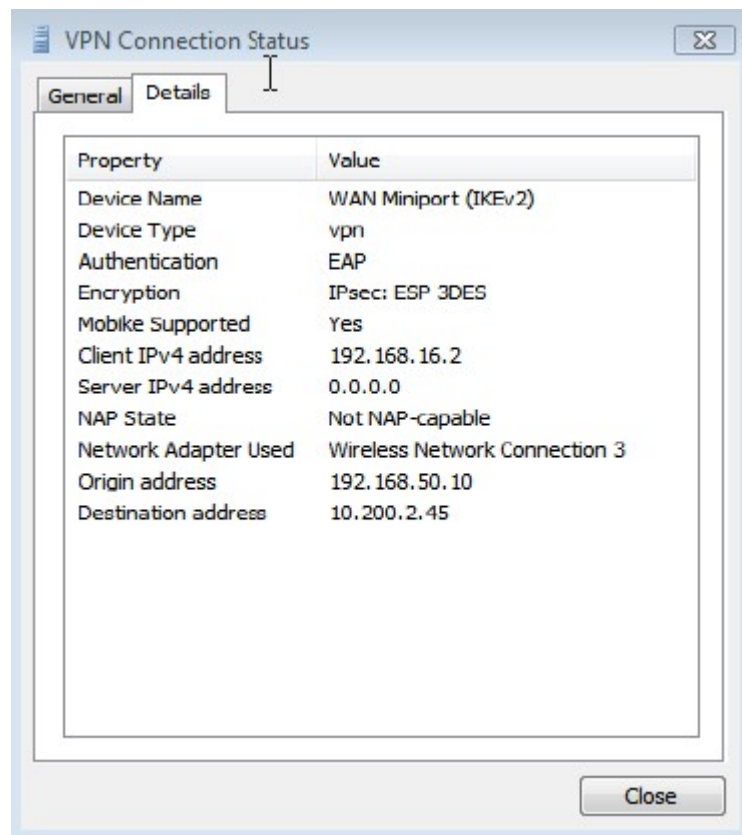 VPN Connection Status
General Details
Property Value
Device Name WAN Miniport (IKEv2)
Device Type vpn
Authentication EAP
Encryption IPsec: ESP 3DES
Mobike Supported Yes
Client IPv4 address 192.168.16.2
Server IPv4 address 0.0.0.0
NAP State Not NAP-capable
Network Adapter Used Wireless Network Connection 3
Origin address 192.168.50.10
Destination address 10.200.2.45
Close